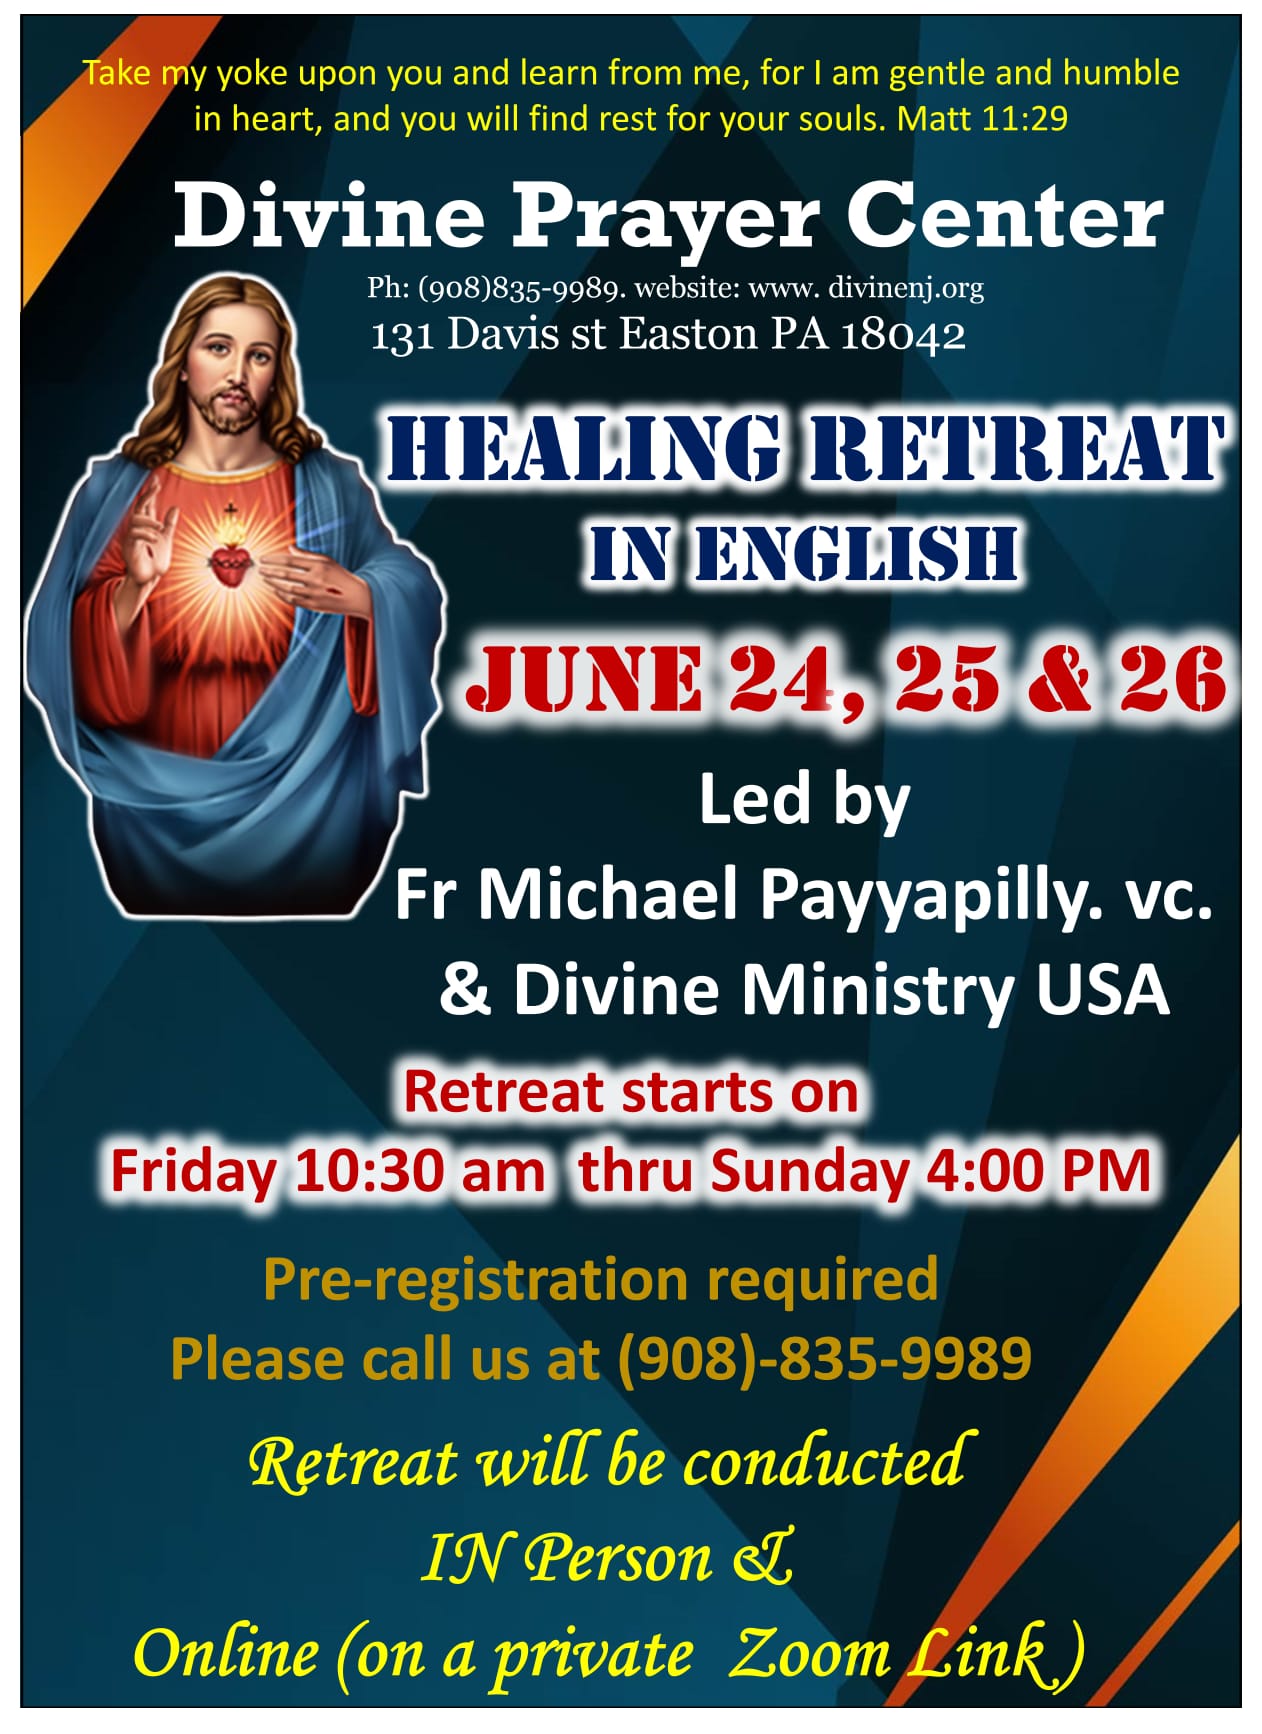 Take my yoke upon you and learn from me, for I am gentle and humble
in heart, and you will find rest for your souls. Matt 11:29
Divine Prayer Center
Ph: (908)835-9989. website: www. divinenj.org
131 Davis st Easton PA 18042
HEALING RETREAT
IN ENGLISH
JUNE 24, 25 & 26
Led by
Fr Michael Payyapilly. vc.
& Divine Ministry USA
Retreat starts on
Friday 10:30 am thru Sunday 4:00 PM
Pre-registration required
Please call us at (908)-835-9989
Retreat will be conducted
IN Person &
Online (on a private Zoom Link )